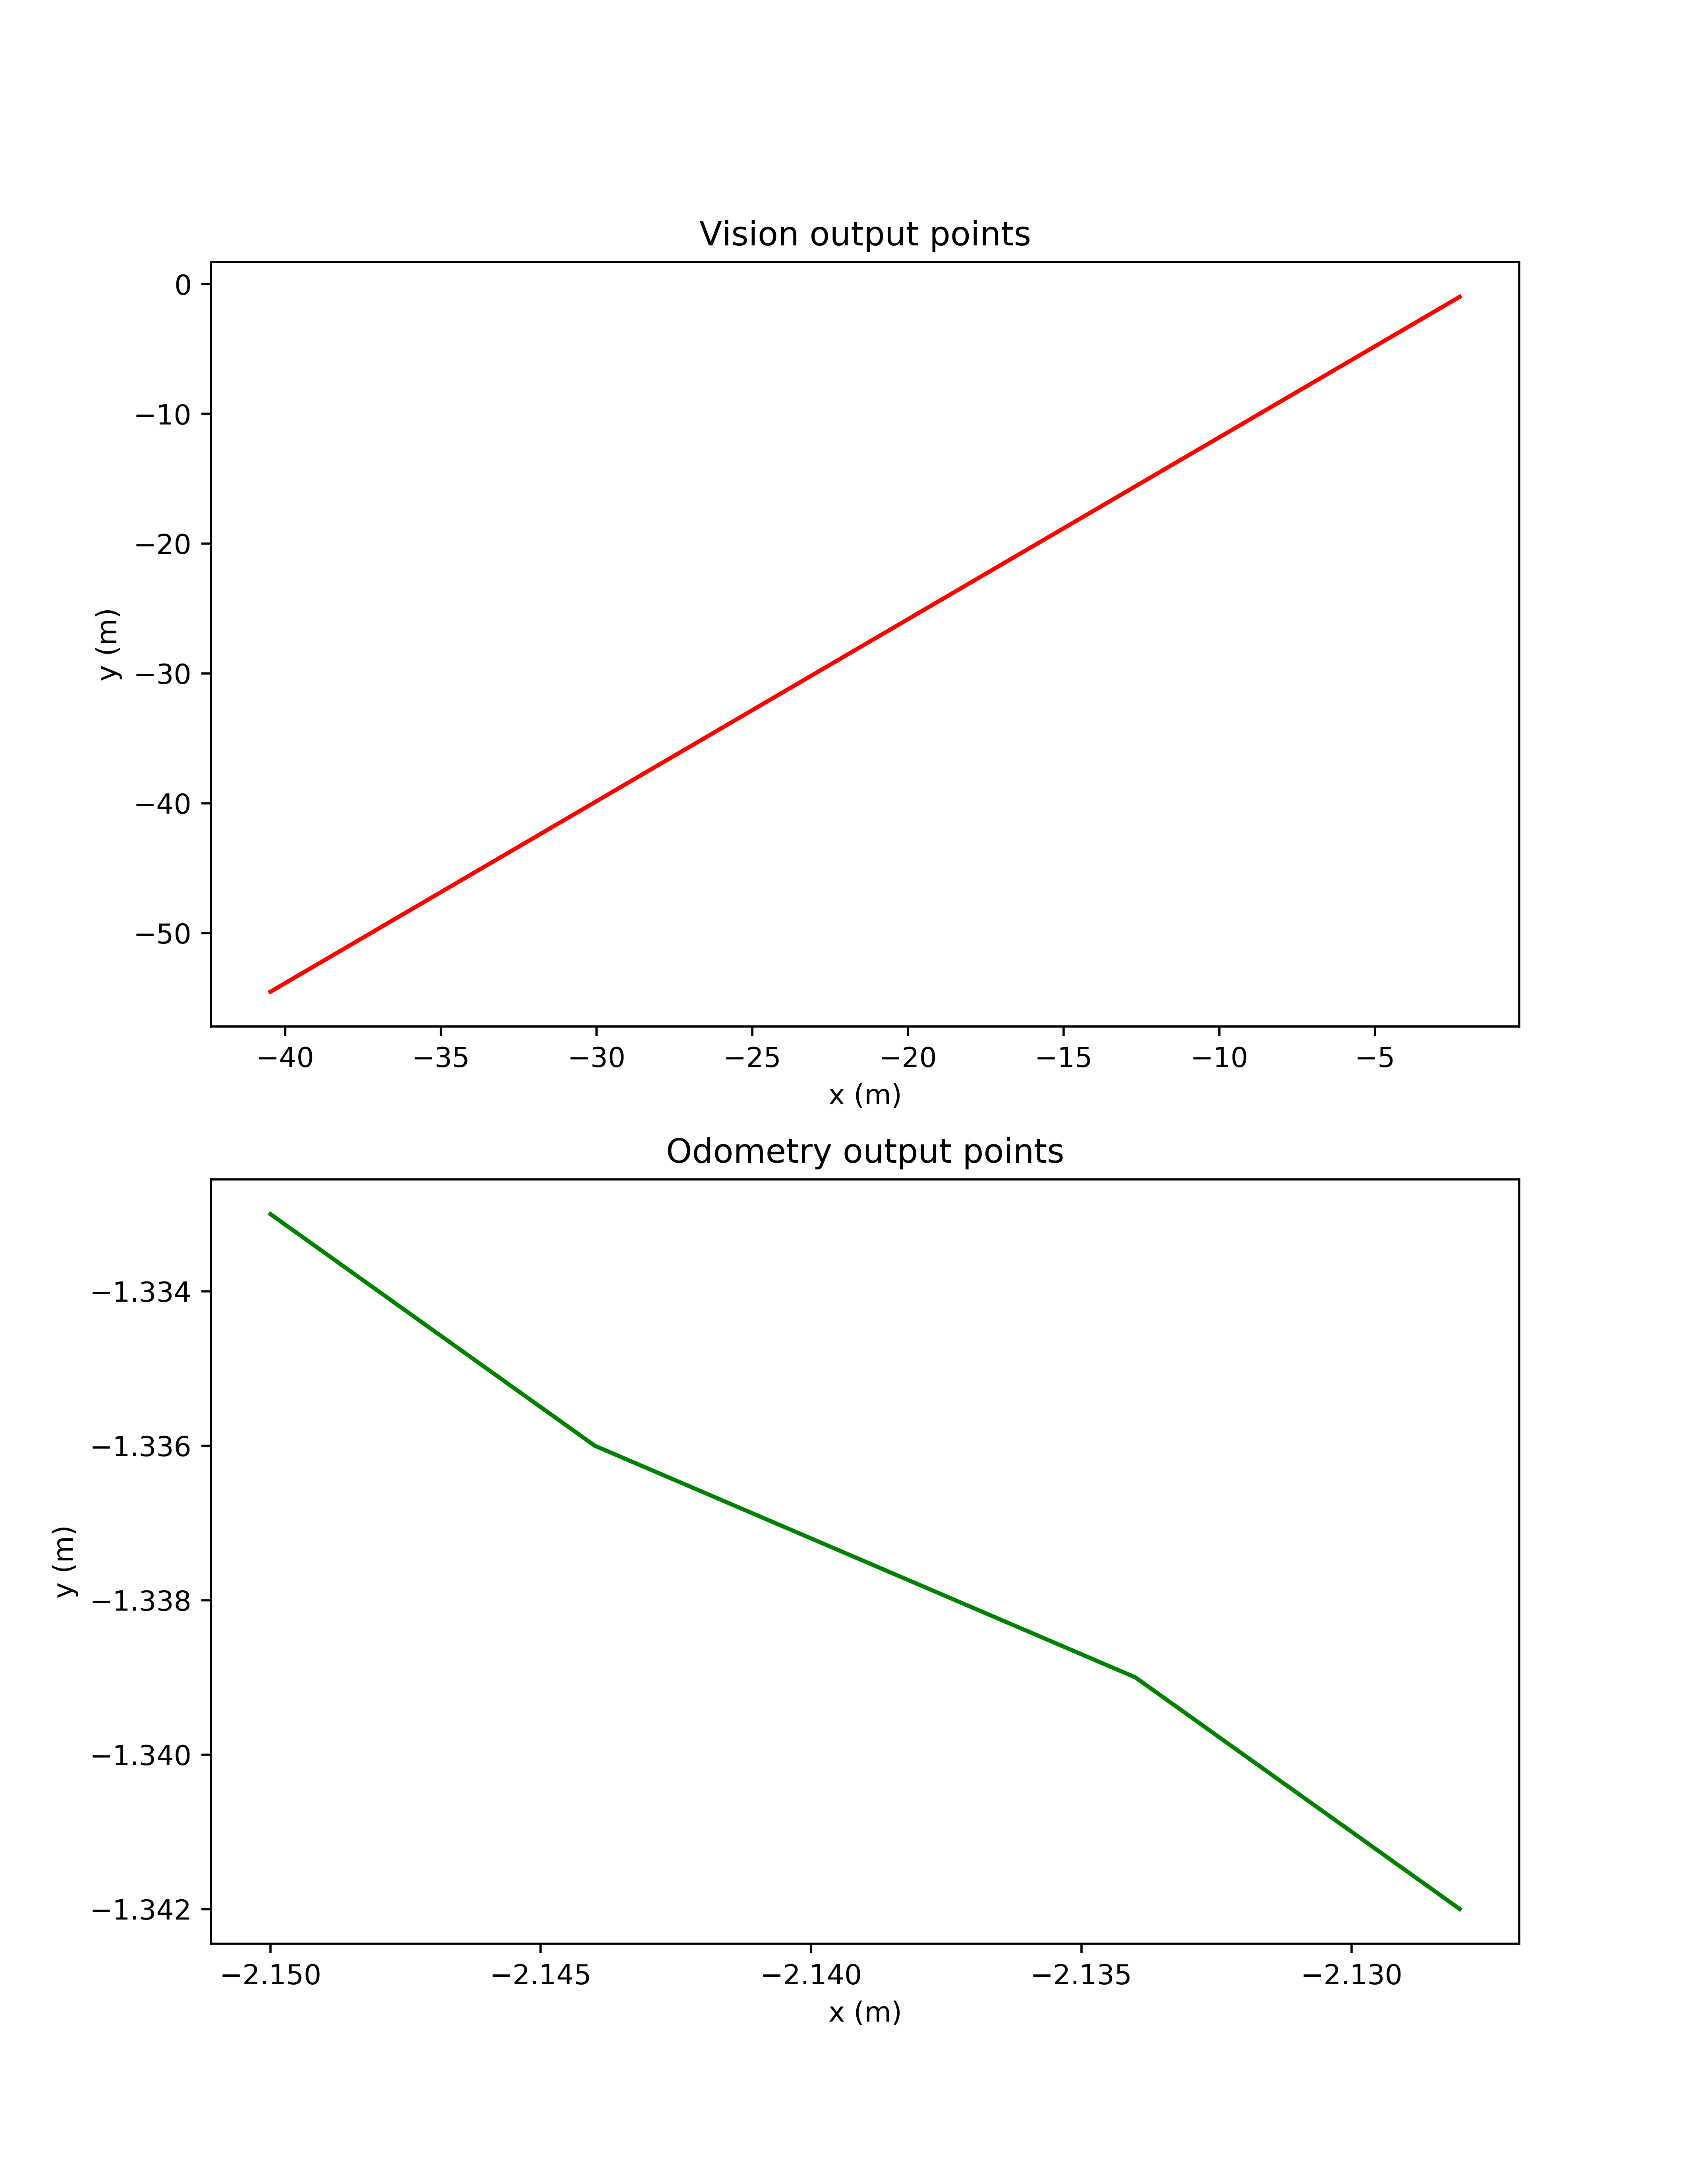 Vision output points
0
−10
−20
−30
−40
−50
y (m)
−40 −35 −30 −25 −20 −15 −10 −5
x (m)
Odometry output points
−1.334
−1.336
−1.338
−1.340
−1.342
y (m)
−2.150 −2.145 −2.140 −2.135 −2.130
x (m)